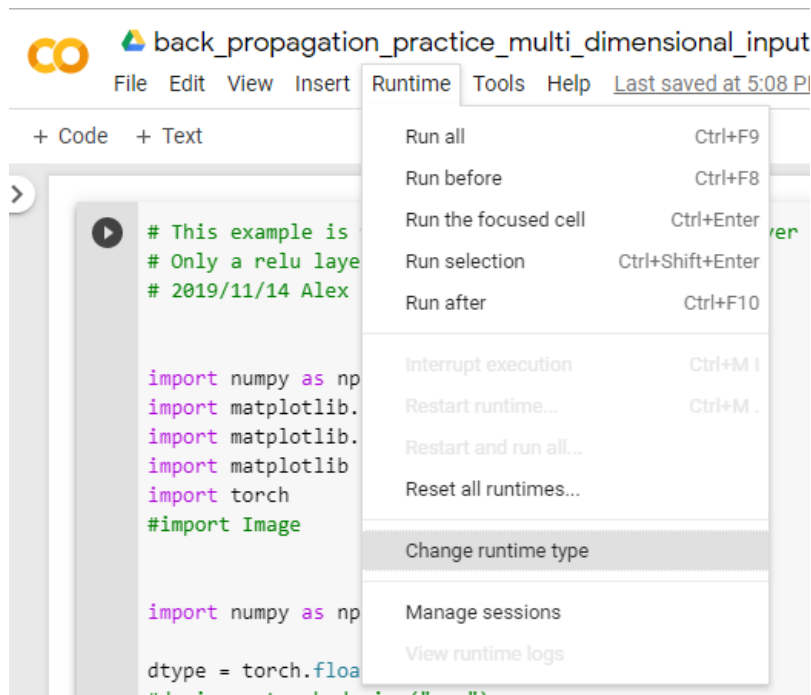 back_propagation_practice_multi_dimensional_input
File Edit View Insert Runtime Tools Help Last saved at 5:08
+ Code + Text
Run all Ctrl+F9
Run before Ctrl+F8
Run the focused cell Ctrl+Enter
Run selection Ctrl+Shift+Enter
Run after Ctrl+F10
Interrupt execution Ctrl+M I
Restart runtime... Ctrl+M .
Restart and run all...
Reset all runtimes...
Change runtime type
Manage sessions
View runtime logs
# This example is
# Only a relu laye
# 2019/11/14 Alex
import numpy as np
import matplotlib.
import matplotlib.
import matplotlib
import torch
#import Image
import numpy as np
dtype = torch.floa